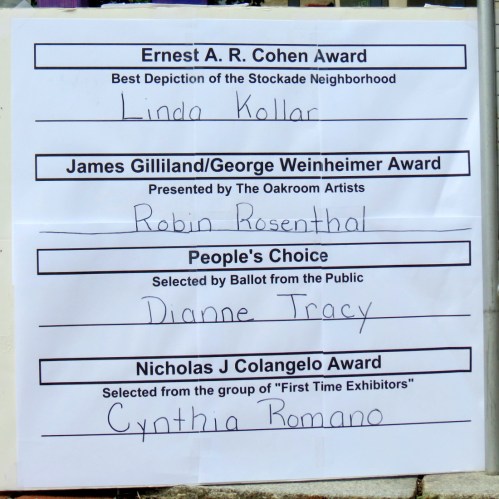 Ernest A. R. Cohen Award
Best Depiction of the Stockade Neighborhood
Linda Kollar
James Gilliland/George Weinheimer Award
Presented by The Oakroom Artists
Robin Rosenthal
People's Choice
Selected by Ballot from the Public
Dianne Tracy
Nicholas J Colangelo Award
Selected from the group of "First Time Exhibitors"
Cynthia Romano